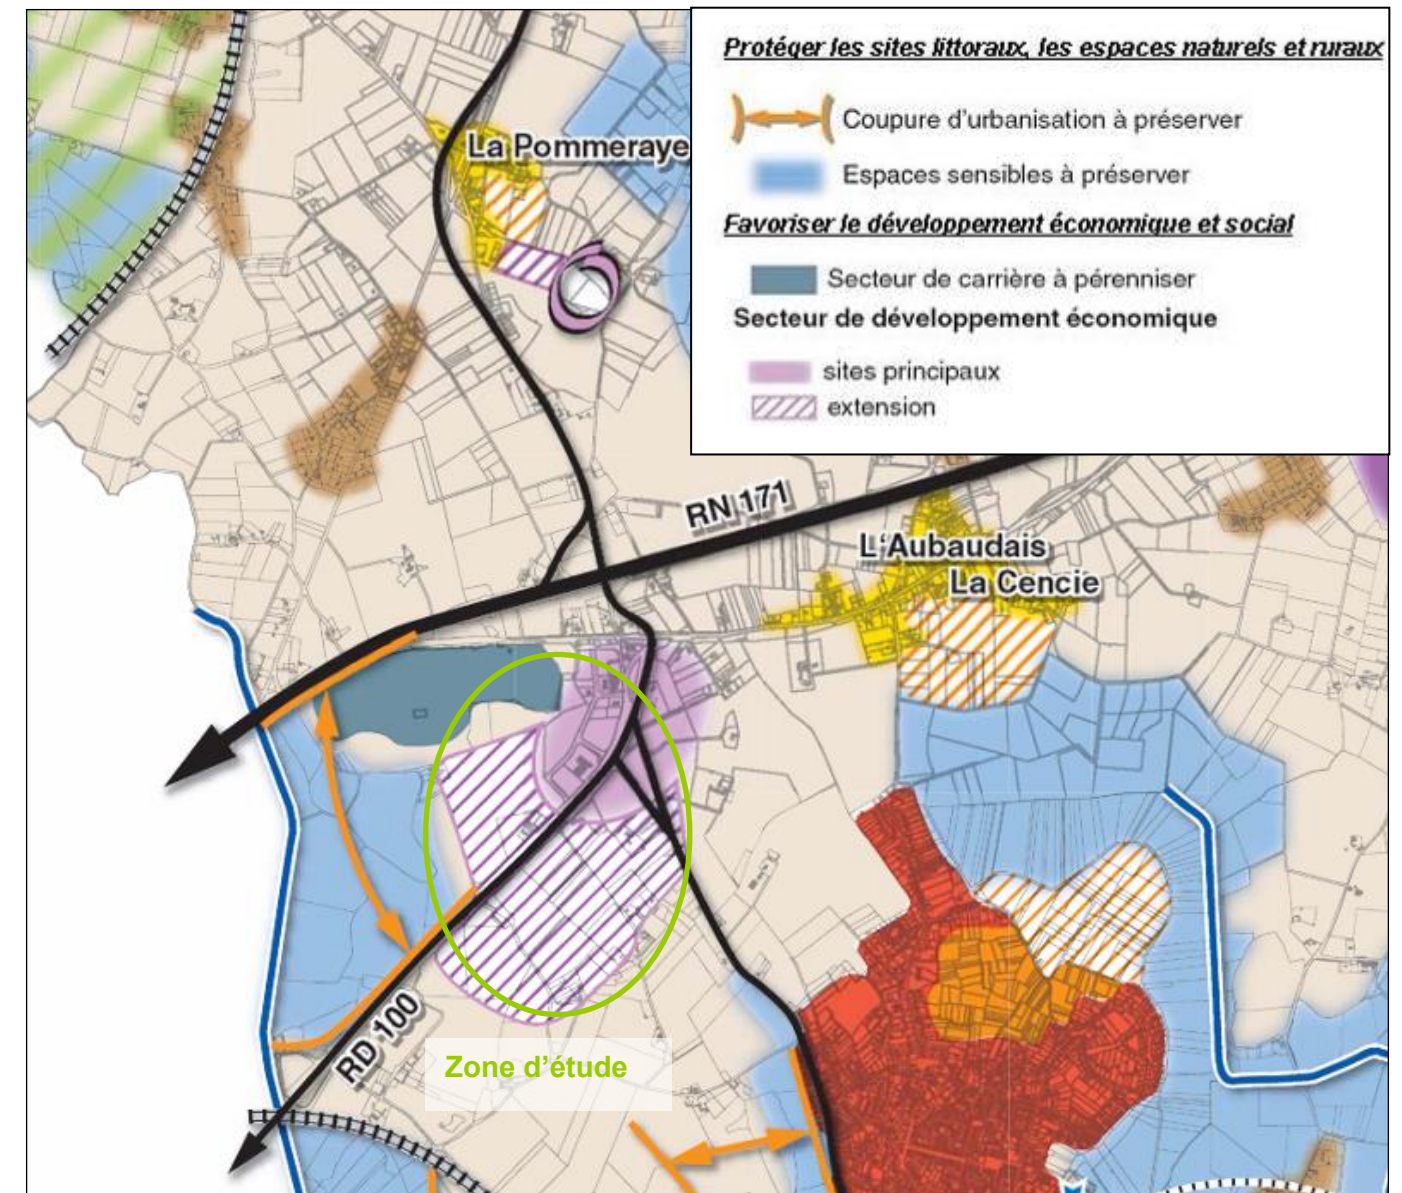 Protéger les sites littoraux, les espaces naturels et ruraux
Coupure d'urbanisation à préserver
Espaces sensibles à préserver
Favoriser le développement économique et social
Secteur de carrière à pérenniser
Secteur de développement économique
sites principaux
extension
La Pommeraye
RN 171
L'Aubaudais
La Cencie
RD 100
Zone d'étude